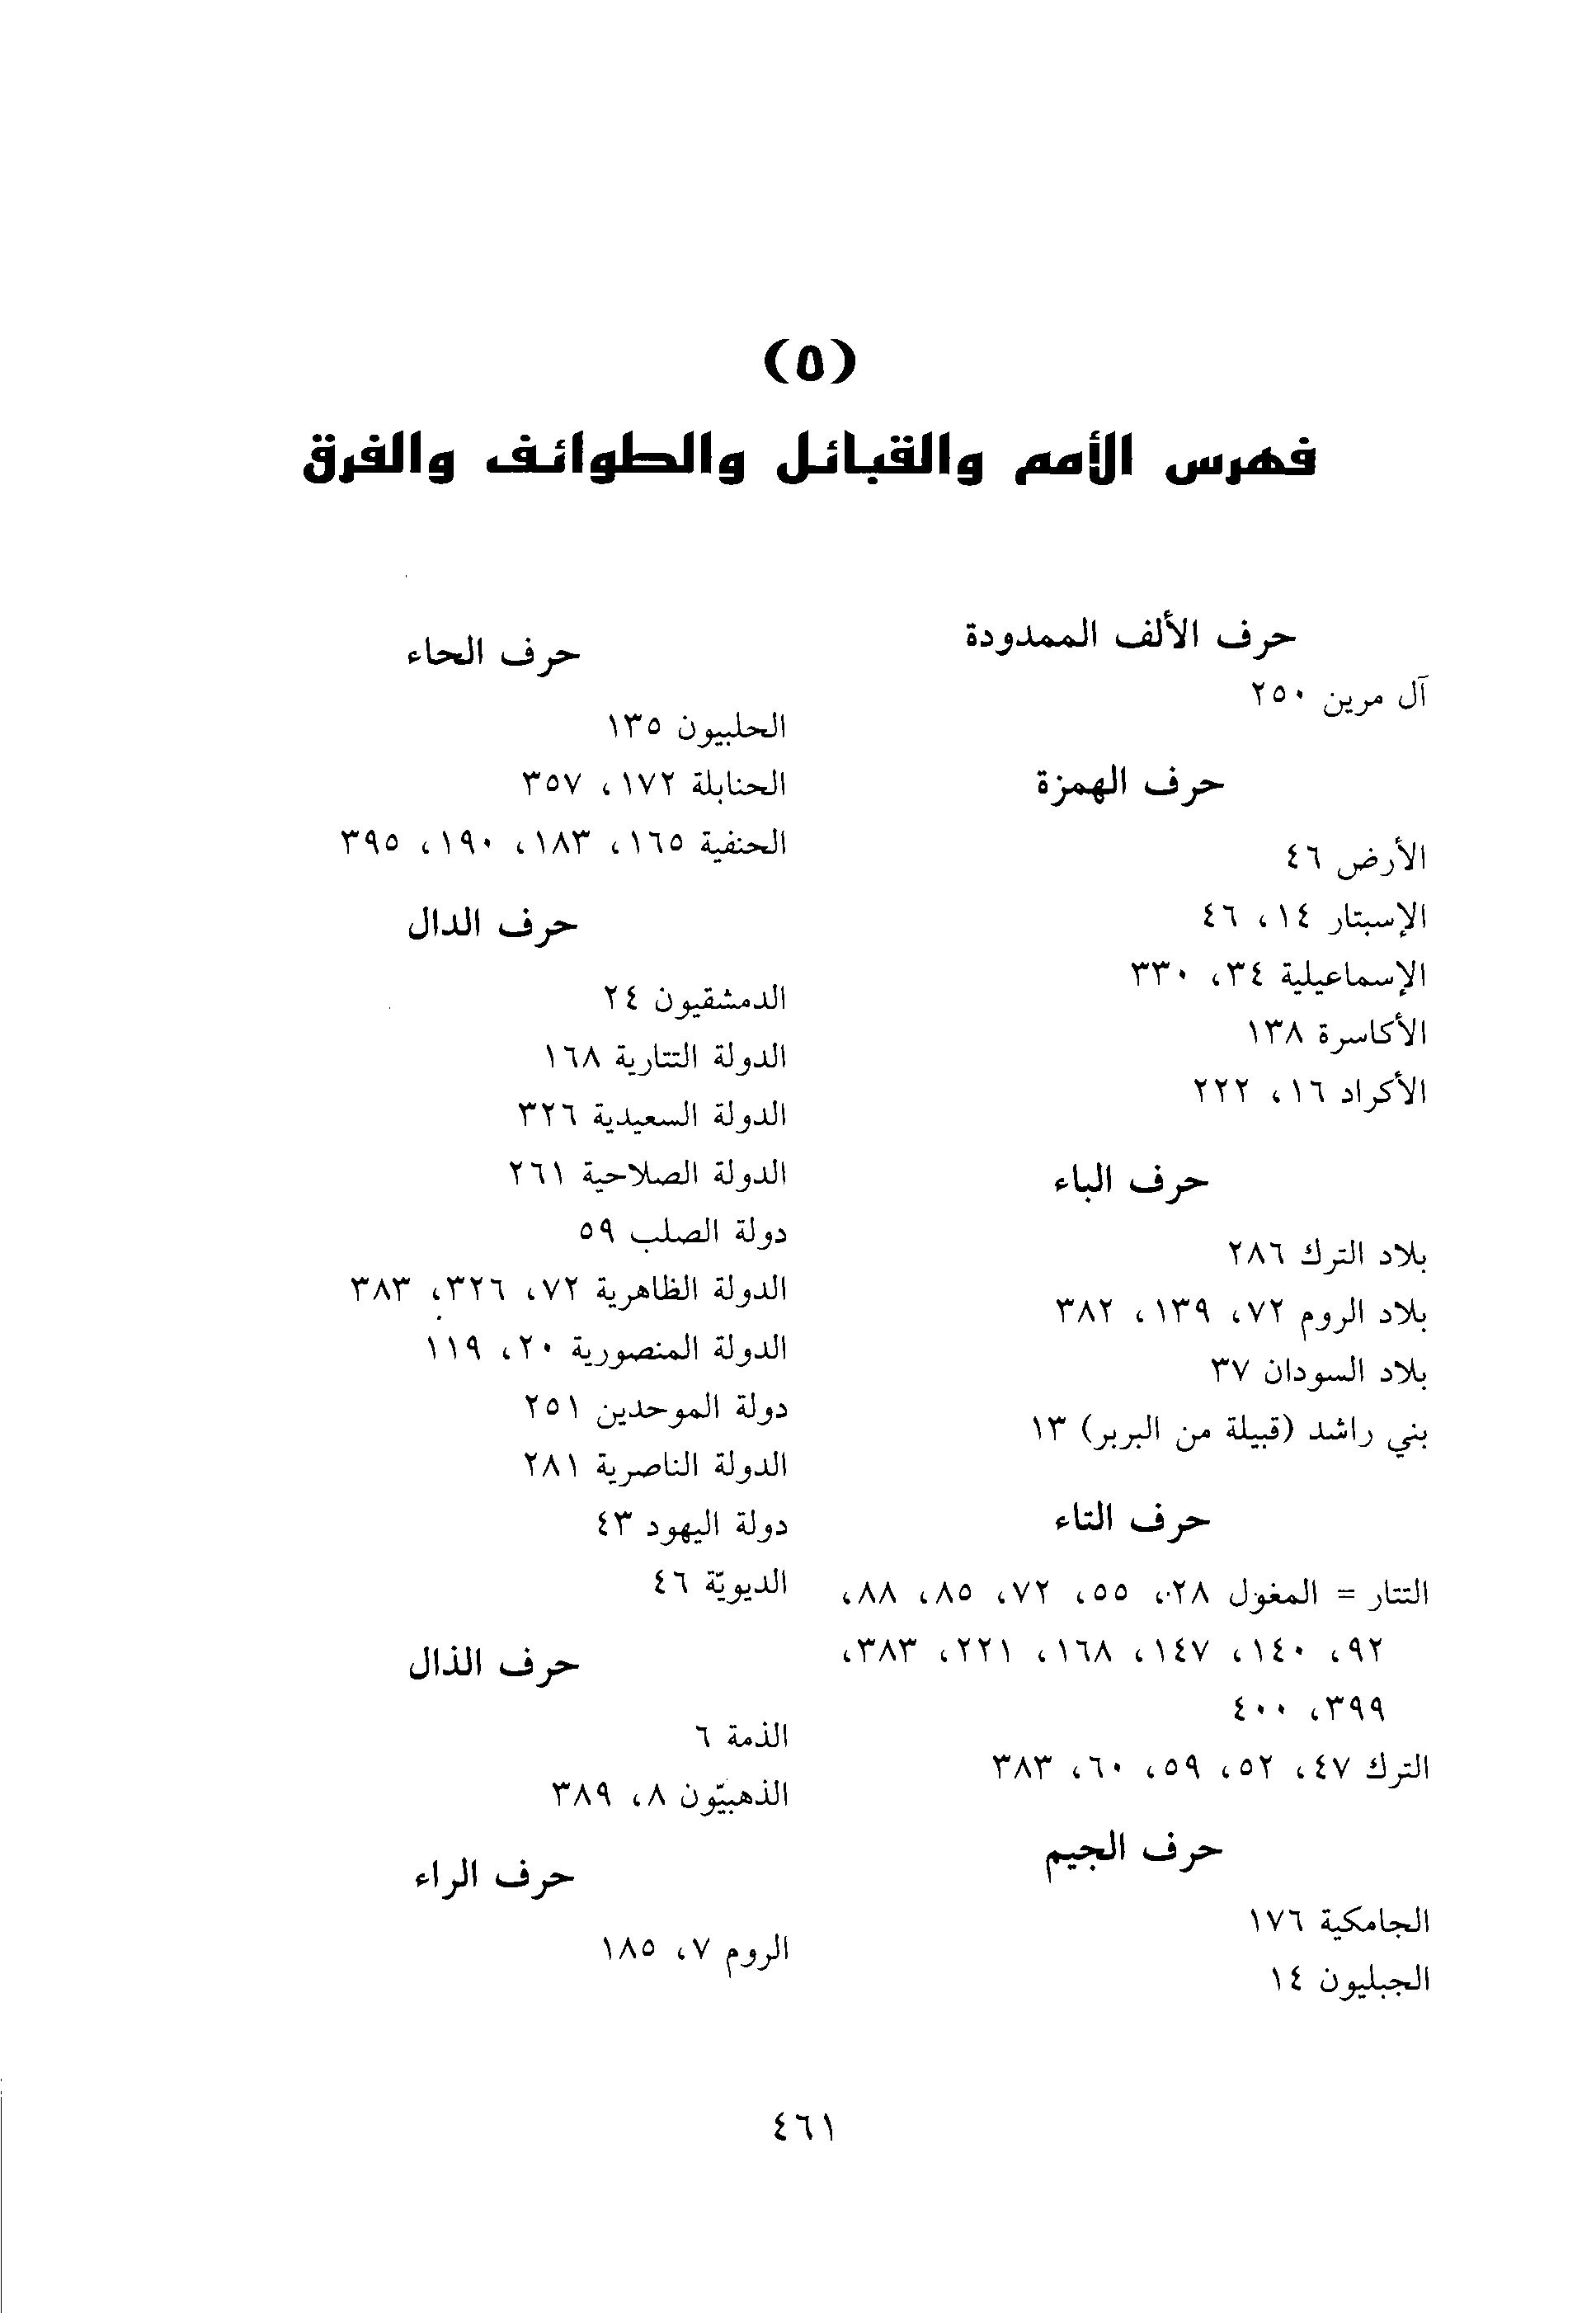 (٥)
فهرس الأمم والقبائل والطوائف والفرق
حرف الألف الممدودة
آل مرين ٢٥٠
حرف الهمزة
الأرض ٤٦
الإسبتار ١٤، ٤٦
الإسماعيلية ٣٤، ٣٣٠
الأكاسرة ١٣٨
الأكراد ١٦، ٢٢٢
حرف الباء
بلاد الترك ٢٨٦
بلاد الروم ٧٢، ١٣٩، ٣٨٢
بلاد السودان ٣٧
بني راشد (قبيلة من البربر) ١٣
حرف التاء
التتار = المغول ٢٨، ٥٥، ٧٢، ٨٥، ٨٨،
٩٢، ١٤٠، ١٤٧، ١٦٨، ٢٢١، ٣٨٣،
٣٩٩، ٤٠٠
الترك ٤٧، ٥٢، ٥٩، ٦٠، ٣٨٣
حرف الجيم
الجامكية ١٧٦
الجبليون ١٤
حرف الحاء
الحلبيون ١٣٥
الحنابلة ١٧٢، ٣٥٧
الحنفية ١٦٥، ١٨٣، ١٩٠، ٣٩٥
حرف الدال
الدمشقيون ٢٤
الدولة التتارية ١٦٨
الدولة السعيدية ٣٢٦
الدولة الصلاحية ٢٦١
دولة الصلب ٥٩
الدولة الظاهرية ٧٢، ٣٢٦، ٣٨٣
الدولة المنصورية ٢٠، ١١٩
دولة الموحدين ٢٥١
الدولة الناصرية ٢٨١
دولة اليهود ٤٣
الديويّة ٤٦
حرف الذال
الذمة ٦
الذهبيّون ٨، ٣٨٩
حرف الراء
الروم ٧، ١٨٥
٤٦١